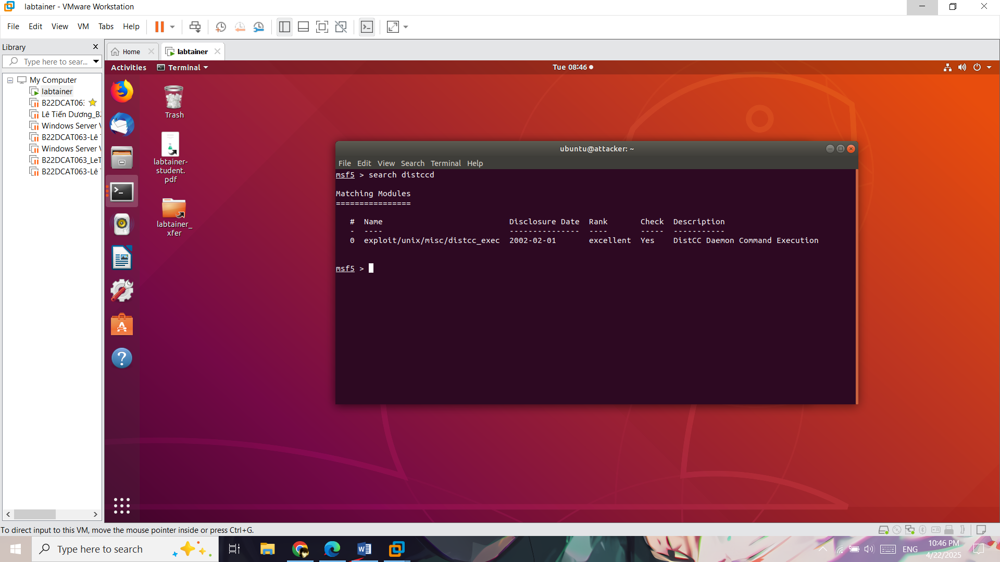 labtainer - VMware Workstation
File Edit View VM Tabs Help
Library
Type here to sear...
My Computer
labtainer
B22DCAT063
Lê Tiến Dương_B2
Windows Server V
B22DCAT063-Lê T
Windows Server V
B22DCAT063_LeT
B22DCAT063-Lê T
Home
labtainer
Activities
Terminal
Tue 08:46
Trash
labtainer-
student.
pdf
labtainer_
xfer
ubuntu@attacker: ~
File Edit View Search Terminal Help
msf5 > search distccd
Matching Modules
================
# Name Disclosure Date Rank Check Description
- ---- --------------- ---- ----- -----------
0 exploit/unix/misc/distcc_exec 2002-02-01 excellent Yes DistCC Daemon Command Execution
msf5 >
To direct input to this VM, move the mouse pointer inside or press Ctrl+G.
Type here to search
ENG
10:46 PM
4/22/2025